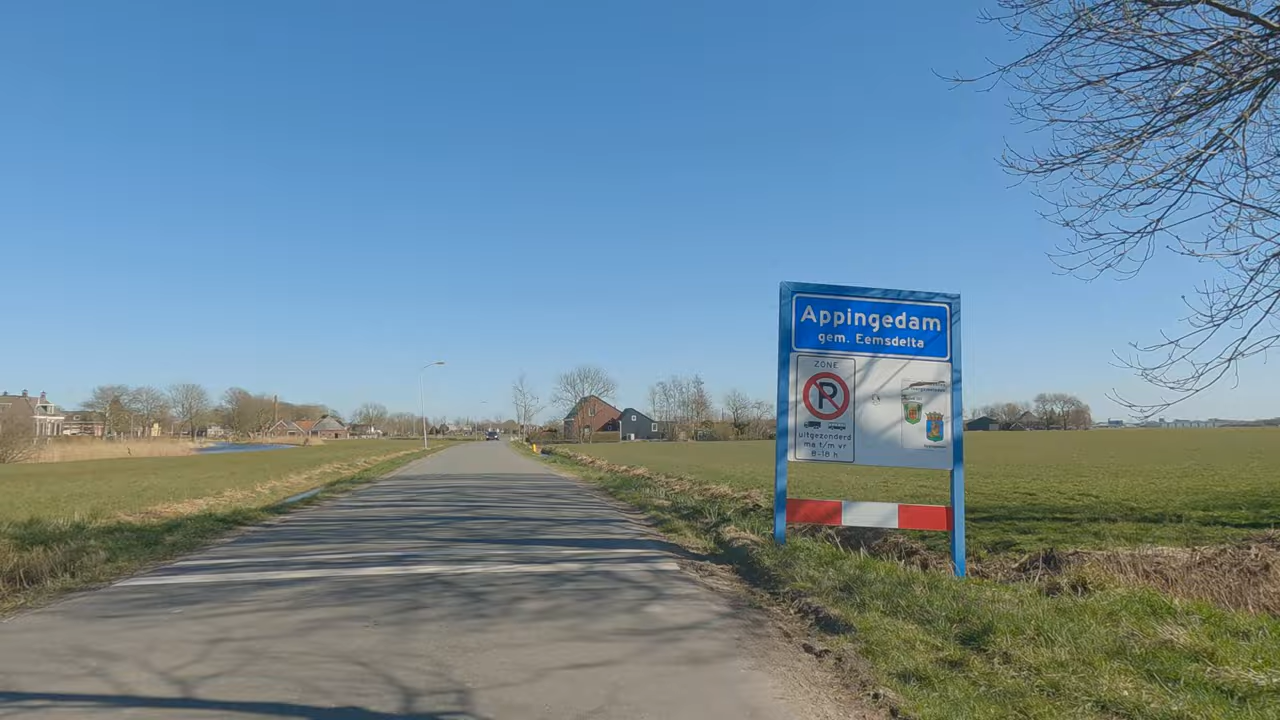 Appingedam
gem. Eemsdelta
ZONE
P
uitgezonderd
ma t/m vr
8-18 h